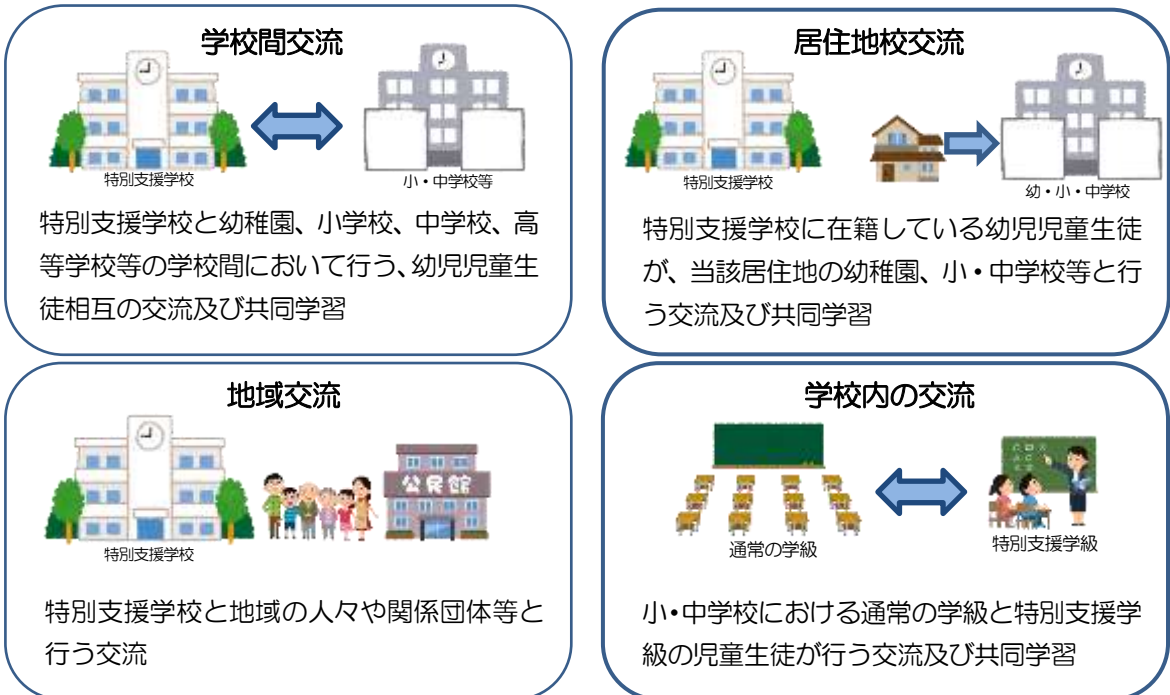 学校間交流
特別支援学校
小・中学校等
特別支援学校と幼稚園、小学校、中学校、高
等学校等の学校間において行う、幼児児童生
徒相互の交流及び共同学習
居住地校交流
特別支援学校
幼・小・中学校
特別支援学校に在籍している幼児児童生徒
が、当該居住地の幼稚園、小・中学校等と行
う交流及び共同学習
地域交流
公民館
特別支援学校
特別支援学校と地域の人々や関係団体等と
行う交流
学校内の交流
通常の学級
特別支援学級
小・中学校における通常の学級と特別支援学
級の児童生徒が行う交流及び共同学習